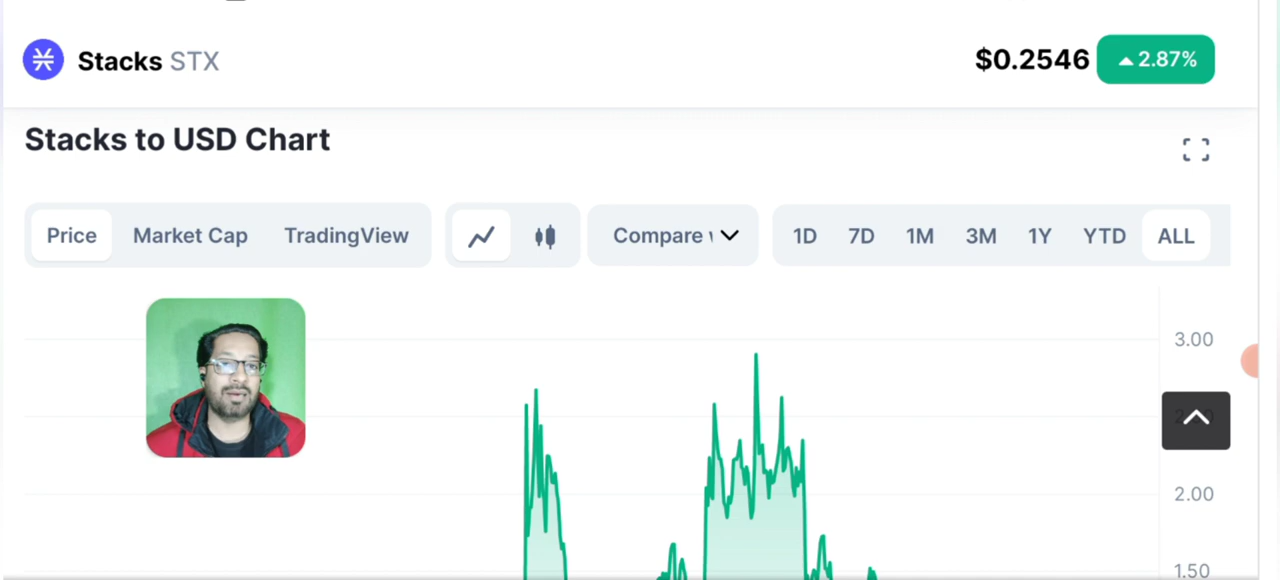 Stacks STX
$0.2546 2.87%
Stacks to USD Chart
Price Market Cap TradingView Compare 1D 7D 1M 3M 1Y YTD ALL
3.00
2.00
1.50